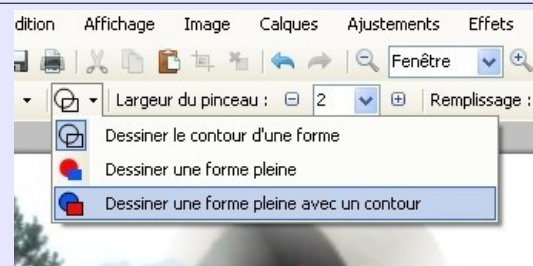 dition Affichage Image Calques Ajustements Effets
Fenêtre
Largeur du pinceau : 2 Remplissage :
Dessiner le contour d'une forme
Dessiner une forme pleine
Dessiner une forme pleine avec un contour